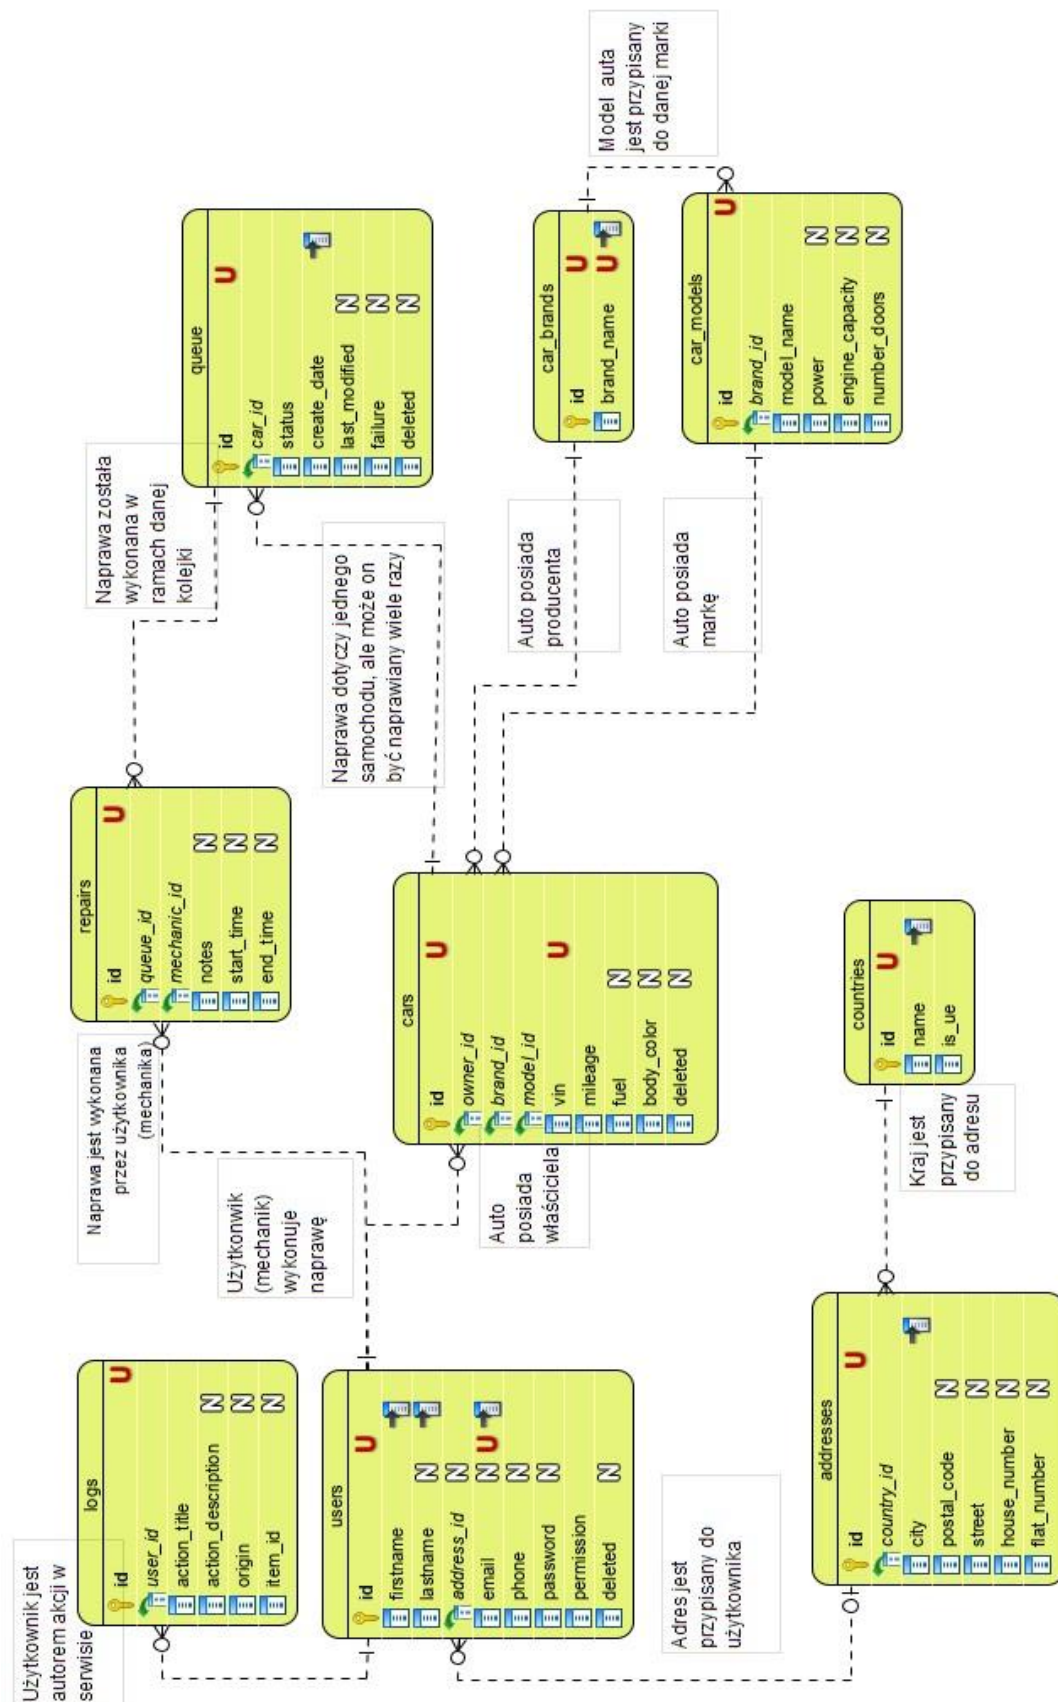 Użytkownik jest
autorem akcji w
serwisie
logs
id U
user_id
action_title
action_description N
origin N
item_id N
Naprawa jest wykonana
przez użytkownika
(mechanika)
repairs
id U
queue_id
mechanic_id
notes N
start_time N
end_time N
Naprawa została
wykonana w
ramach danej
kolejki
queue
id U
car_id
status
create_date
last_modified N
failure N
deleted N
Użytkonwik
(mechanik)
wykonuje
naprawę
Naprawa dotyczy jednego
samochodu, ale może on
być naprawiany wiele razy
users
id U
firstname
lastname N
address_id N
email N U
phone N
password N
permission
deleted N
cars
id U
owner_id
brand_id
model_id
vin U
mileage
fuel N
body_color N
deleted N
Auto
posiada
właściciela
Auto posiada
producenta
car_brands
id U
brand_name U
Model auta
jest przypisany
do danej marki
Auto posiada
markę
car_models
id U
brand_id
model_name
power N
engine_capacity N
number_doors N
Adres jest
przypisany do
użytkownika
addresses
id U
country_id
city
postal_code N
street N
house_number N
flat_number N
Kraj jest
przypisany
do adresu
countries
id U
name
is_ue